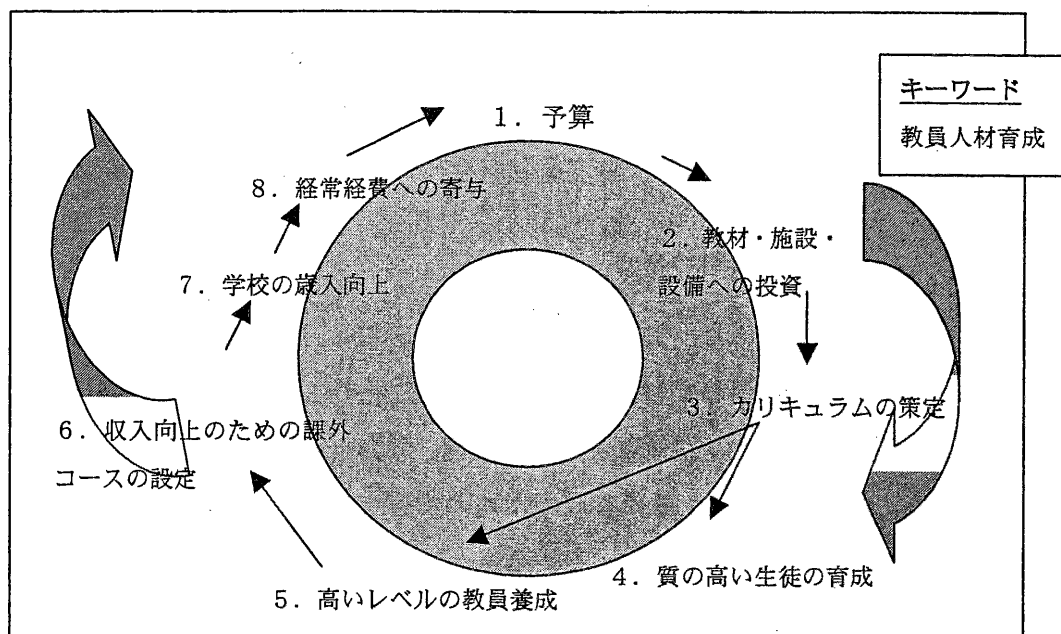 キーワード
教員人材育成
1．予算
2．教材・施設・
設備への投資
3．カリキュラムの策定
4．質の高い生徒の育成
5．高いレベルの教員養成
6．収入向上のための課外
コースの設定
7．学校の歳入向上
8．経常経費への寄与